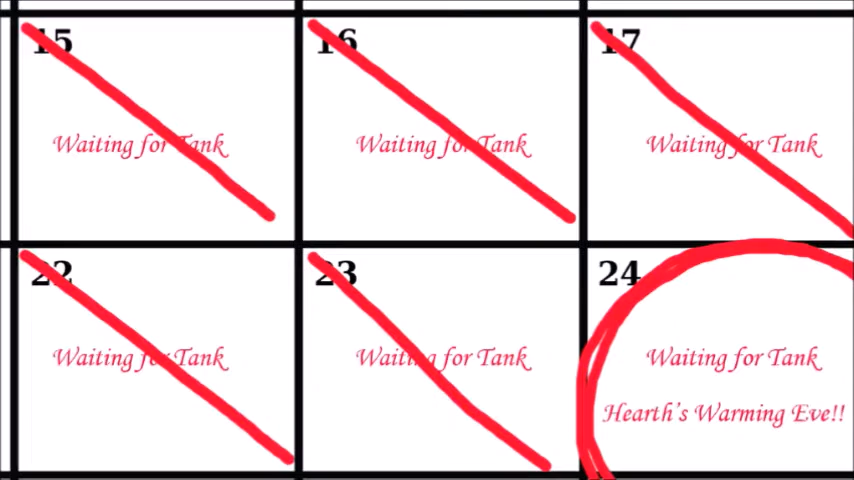 15
16
17
Waiting for Tank
Waiting for Tank
Waiting for Tank
22
23
24
Waiting for Tank
Waiting for Tank
Waiting for Tank
Hearth's Warming Eve!!